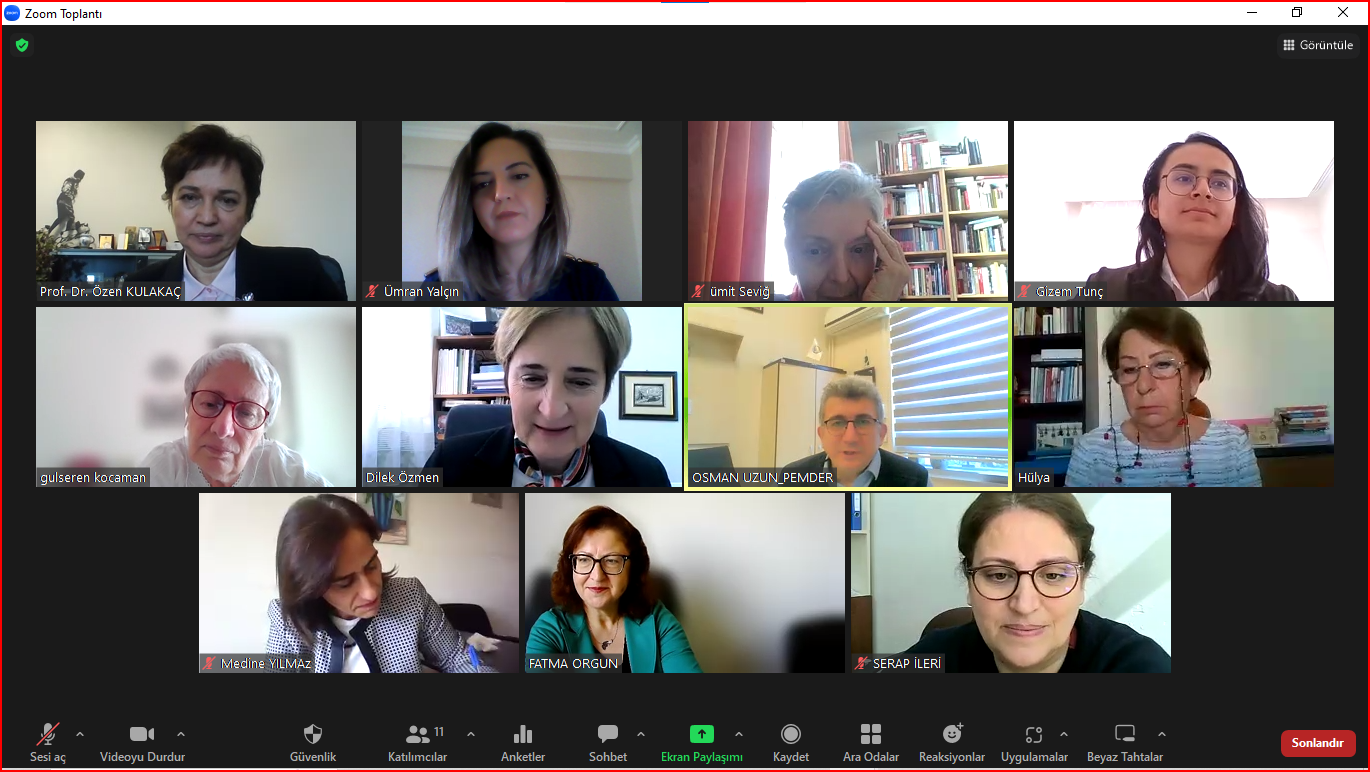 zoom
Zoom Toplantı
Görüntüle
Prof. Dr. Özen KULAKAÇ
Ümran Yalçın
ümit Seviğ
Gizem Tunç
gulseren kocaman
Dilek Özmen
OSMAN UZUN_PEMDER
Hülya
Medine YILMAz
FATMA ORGUN
SERAP İLERİ
11
Sesi aç
Videoyu Durdur
Güvenlik
Katılımcılar
Anketler
Sohbet
Ekran Paylaşımı
Kaydet
Ara Odalar
Reaksiyonlar
Uygulamalar
Beyaz Tahtalar
Sonlandır